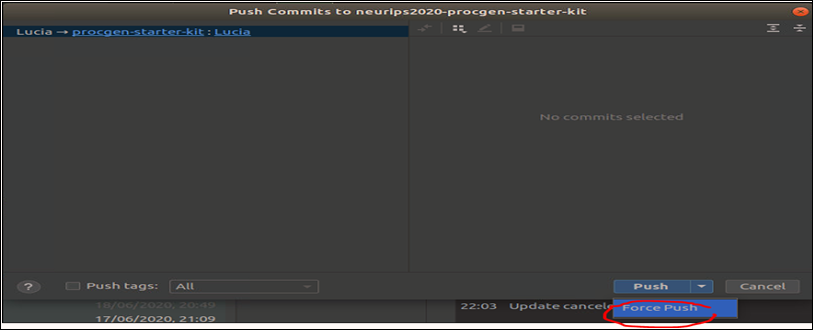 Push Commits to neurips2020-procgen-starter-kit
Lucia → procgen-starter-kit : Lucia
No commits selected
? Push tags: All Push Cancel
18/06/2020, 20:49 22:03 Update cancele Force Push
17/06/2020, 21:09